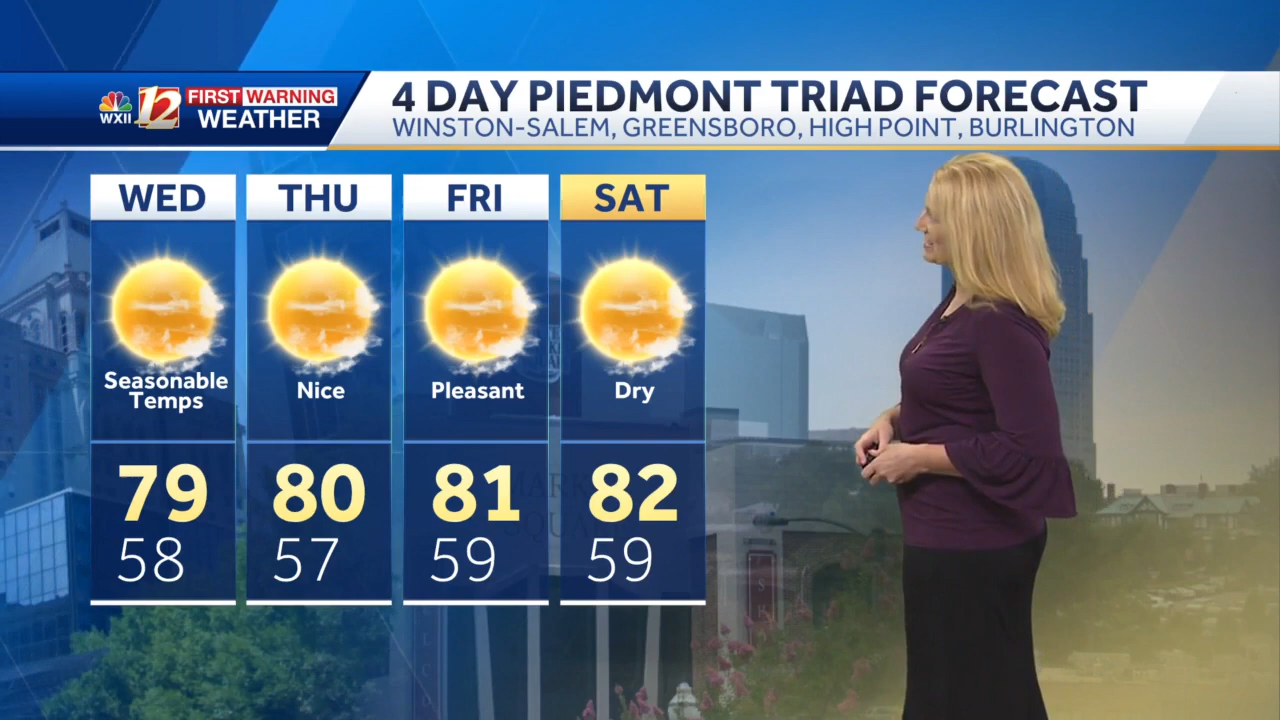 WXII 12 FIRST WARNING
WEATHER
4 DAY PIEDMONT TRIAD FORECAST
WINSTON-SALEM, GREENSBORO, HIGH POINT, BURLINGTON
WED THU FRI SAT
Seasonable
Temps
Nice Pleasant Dry
79 80 81 82
58 57 59 59